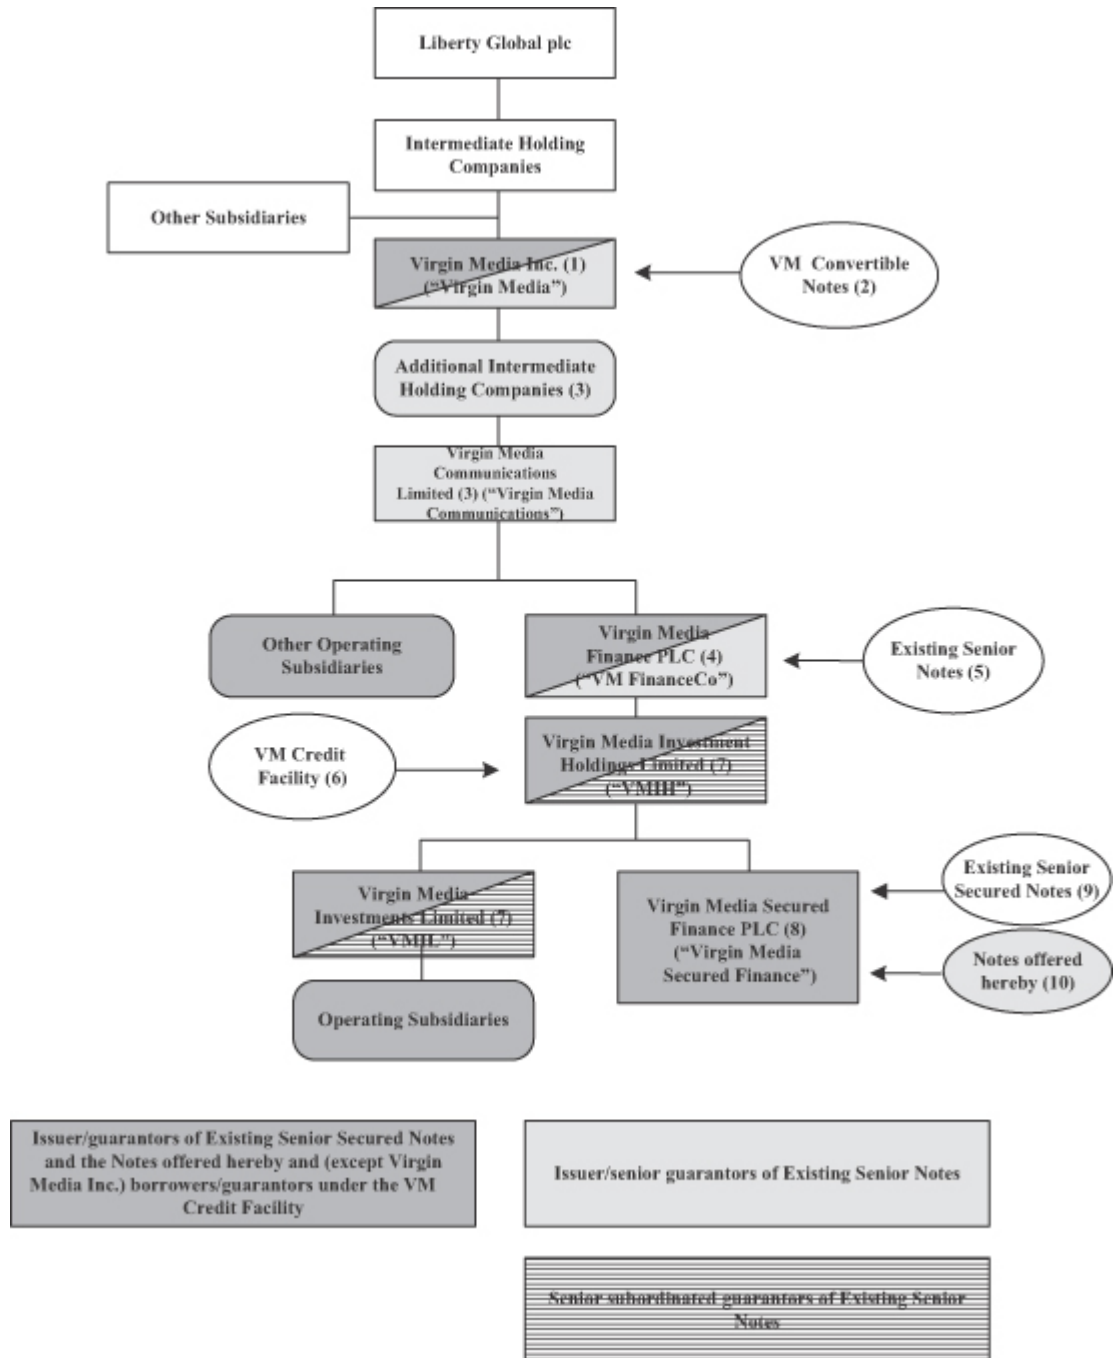 Liberty Global plc
Intermediate Holding
Companies
Other Subsidiaries
Virgin Media Inc. (1)
(“Virgin Media”)
VM Convertible
Notes (2)
Additional Intermediate
Holding Companies (3)
Virgin Media
Communications
Limited (3) (“Virgin Media
Communications”)
Other Operating
Subsidiaries
Virgin Media
Finance PLC (4)
(“VM FinanceCo”)
Existing Senior
Notes (5)
VM Credit
Facility (6)
Virgin Media Investment
Holdings Limited (7)
(“VMIH”)
Virgin Media
Investments Limited (7)
(“VMIL”)
Virgin Media Secured
Finance PLC (8)
(“Virgin Media
Secured Finance”)
Existing Senior
Secured Notes (9)
Notes offered
hereby (10)
Operating Subsidiaries
Issuer/guarantors of Existing Senior Secured Notes
and the Notes offered hereby and (except Virgin
Media Inc.) borrowers/guarantors under the VM
Credit Facility
Issuer/senior guarantors of Existing Senior Notes
Senior subordinated guarantors of Existing Senior
Notes